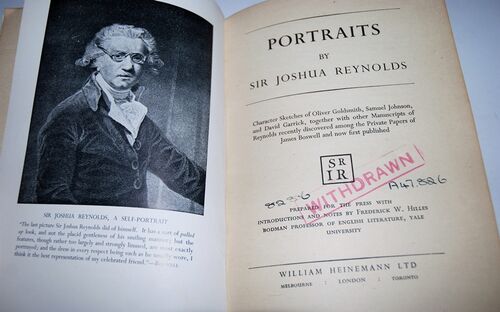 SIR JOSHUA REYNOLDS, A SELF-PORTRAIT
"The last picture Sir Joshua Reynolds did of himself. It has a sort of pulled
up look, and not the placid gentleness of his smiling manner; but the
features, though rather too largely and strongly limned, are most exactly
portrayed; and the dress in every respect being such as he usually wore, I
think it the best representation of my celebrated friend."
PORTRAITS
BY
SIR JOSHUA REYNOLDS
Character Sketches of Oliver Goldsmith, Samuel Johnson,
and David Garrick, together with other Manuscripts of
Reynolds recently discovered among the Private Papers of
James Boswell and now first published
SR
IR
WITHDRAWN
8256
A47.826
PREPARED FOR THE PRESS WITH
INTRODUCTIONS AND NOTES BY FREDERICK W. HILLES
BODMAN PROFESSOR OF ENGLISH LITERATURE, YALE
UNIVERSITY
WILLIAM HEINEMANN LTD
MELBOURNE : LONDON : TORONTO